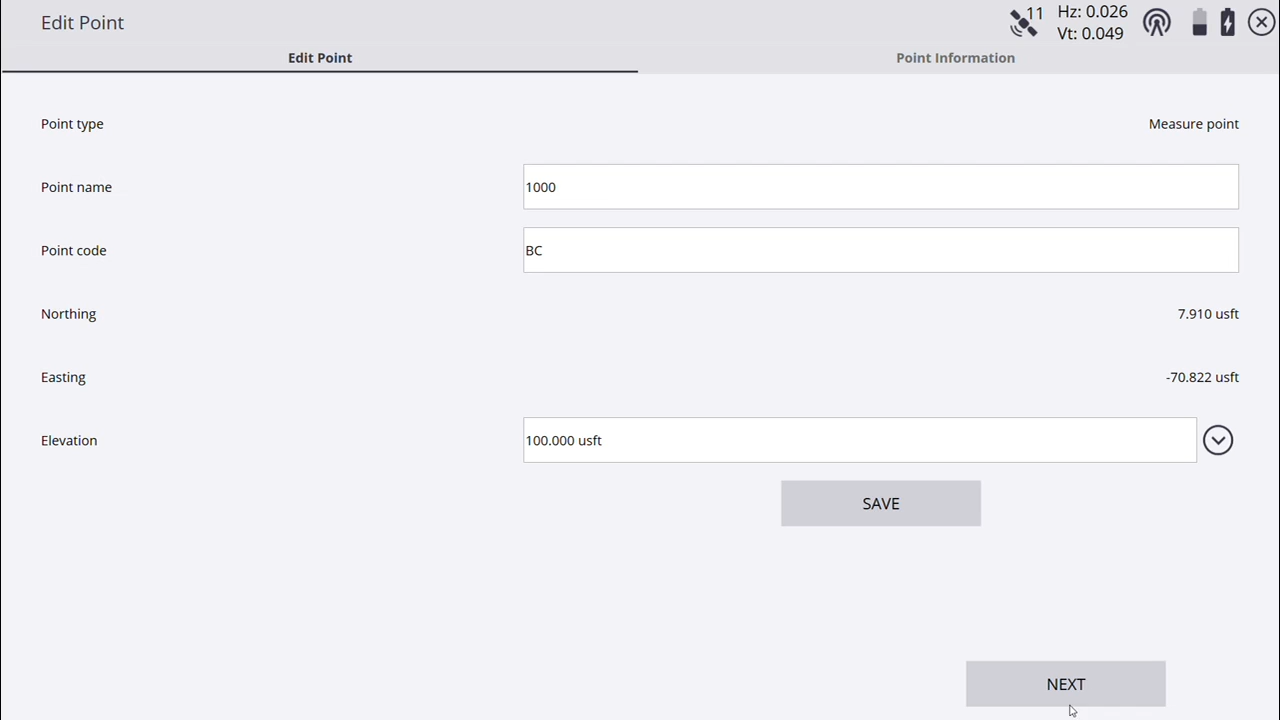 Edit Point
11
Hz: 0.026
Vt: 0.049
Edit Point
Point Information
Point type
Measure point
Point name
1000
Point code
BC
Northing
7.910 usft
Easting
-70.822 usft
Elevation
100.000 usft
SAVE
NEXT